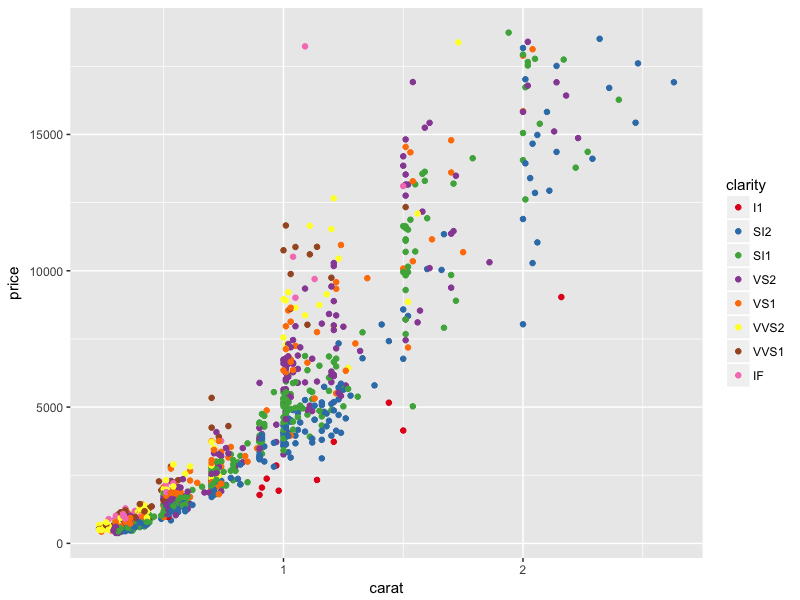 15000
10000
5000
0
price
1
2
carat
clarity
I1
SI2
SI1
VS2
VS1
VVS2
VVS1
IF